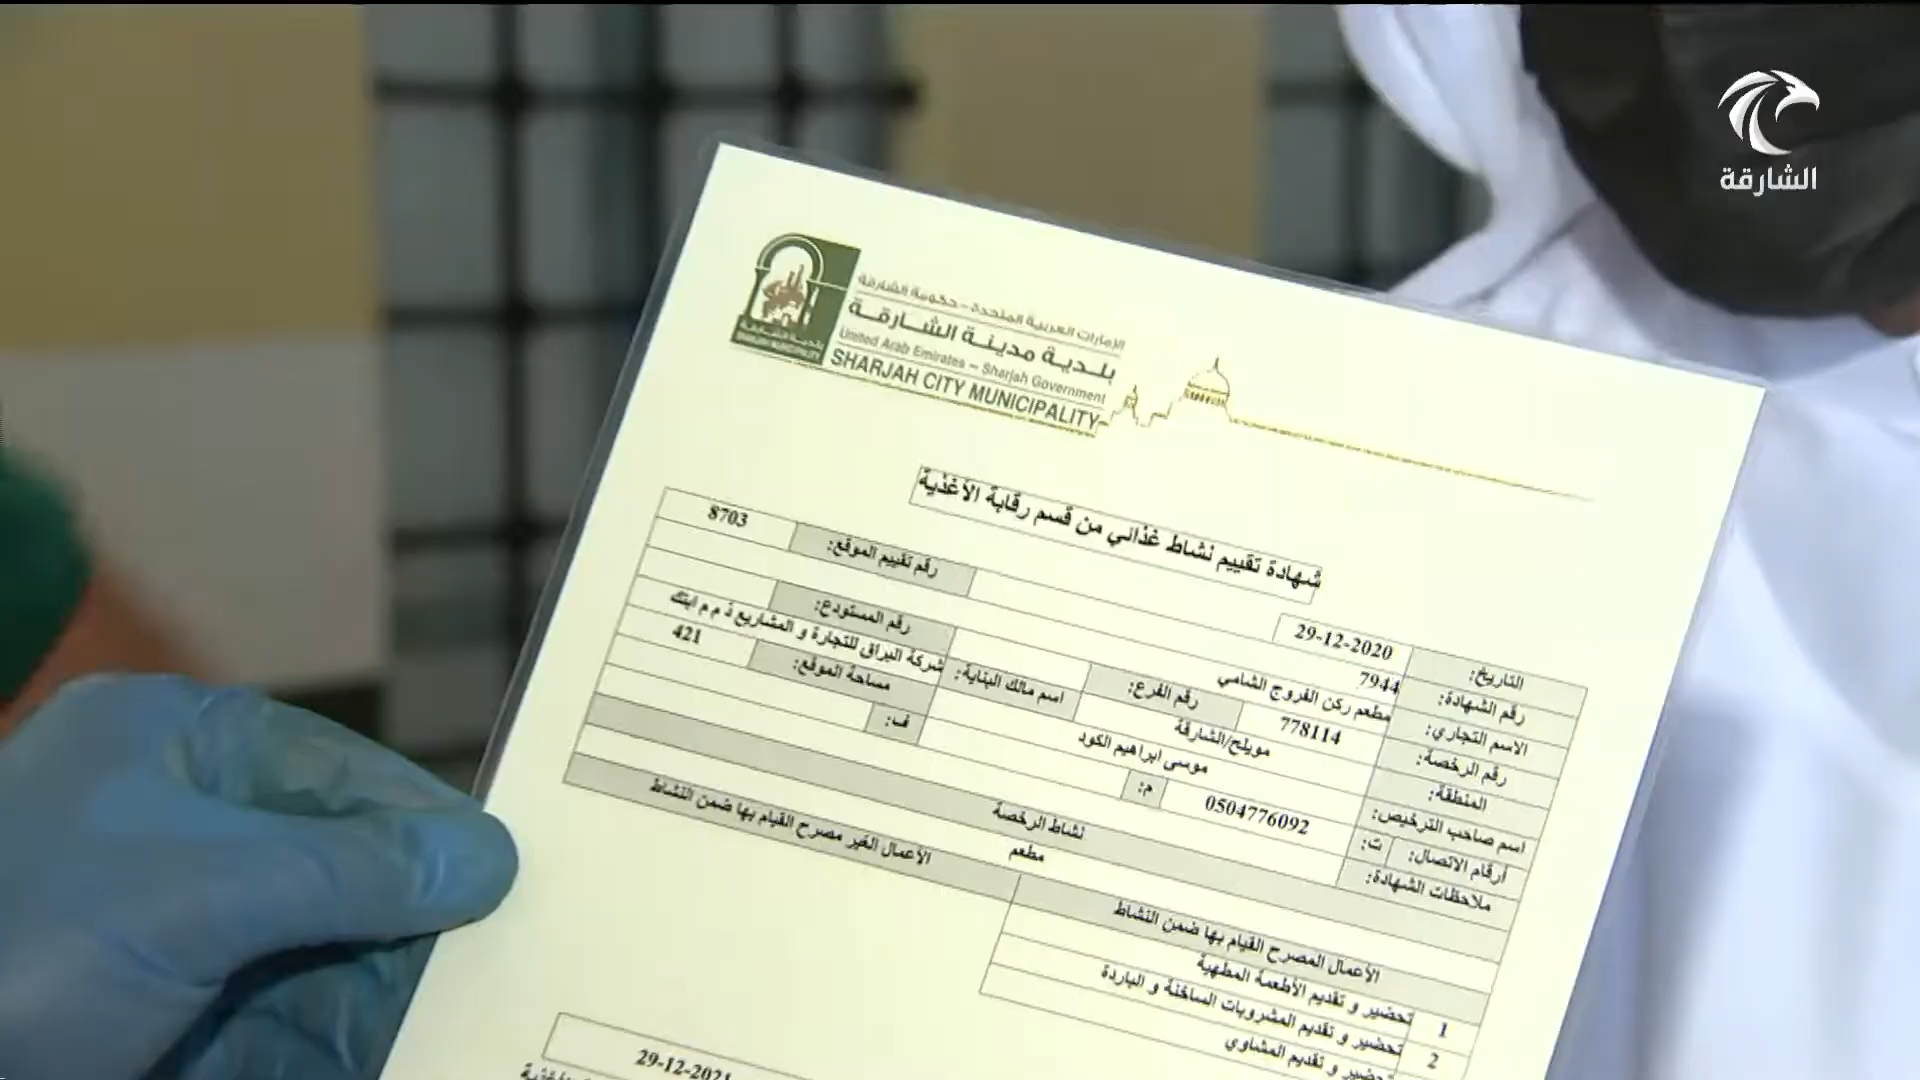 الشارقة
الإمارات العربية المتحدة - حكومة الشارقة
بلدية مدينة الشارقة
United Arab Emirates - Sharjah Government
SHARJAH CITY MUNICIPALITY
شهادة تقييم نشاط غذائي من قسم رقابة الأغذية
التاريخ: 29-12-2020 رقم تقييم الموقع: 8703
رقم الشهادة: 7944 رقم المستودع:
الاسم التجاري: مطعم ركن الفروج الشامي
رقم الرخصة: 778114 رقم الفرع: اسم مالك البناية: شركة البراق للتجارة و المشاريع ذ م م
المنطقة: مويلح/الشارقة مساحة الموقع: 421
اسم صاحب الترخيص: موسى ابراهيم الكود
أرقام الاتصال: ت: 0504776092 م: ف:
ملاحظات الشهادة:
نشاط الرخصة
مطعم
الأعمال المصرح القيام بها ضمن النشاط الأعمال الغير مصرح القيام بها ضمن النشاط
1 تحضير و تقديم الأطعمة المطهية
2 تحضير و تقديم المشروبات الساخنة و الباردة
تحضير و تقديم المشاوي
29-12-2021